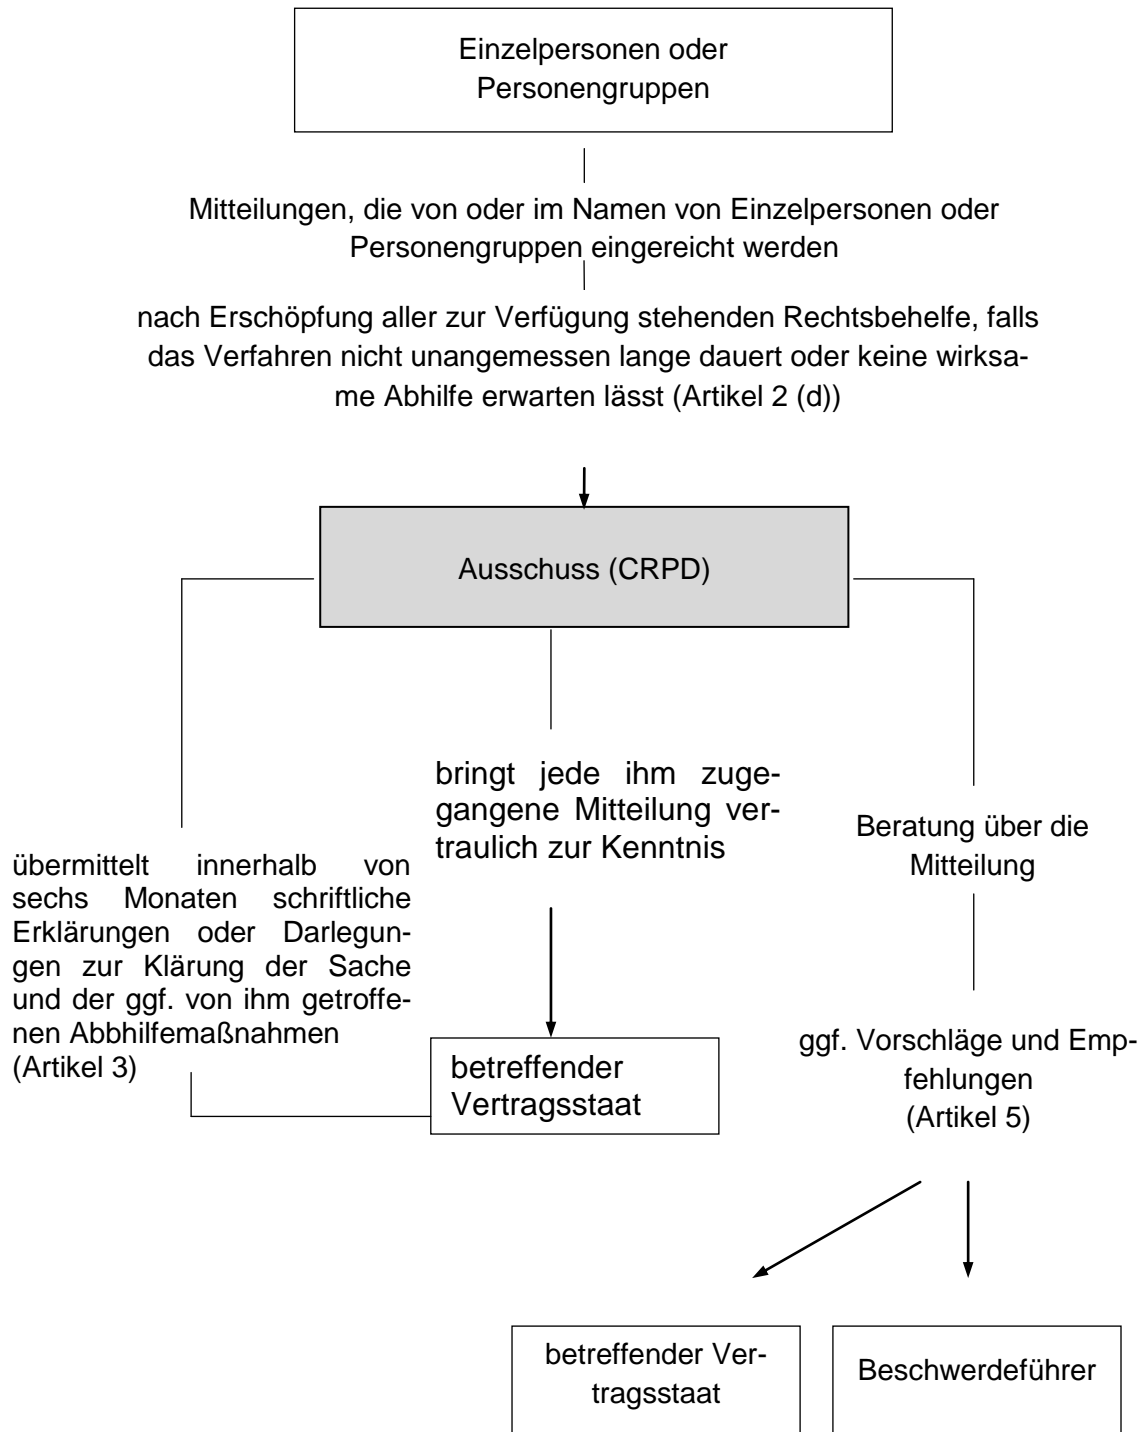 Einzelpersonen oder
Personengruppen
Mitteilungen, die von oder im Namen von Einzelpersonen oder
Personengruppen eingereicht werden
nach Erschöpfung aller zur Verfügung stehenden Rechtsbehelfe, falls
das Verfahren nicht unangemessen lange dauert oder keine wirksa-
me Abhilfe erwarten lässt (Artikel 2 (d))
Ausschuss (CRPD)
bringt jede ihm zuge-
gangene Mitteilung ver-
traulich zur Kenntnis
Beratung über die
Mitteilung
übermittelt innerhalb von
sechs Monaten schriftliche
Erklärungen oder Darlegun-
gen zur Klärung der Sache
und der ggf. von ihm getroffe-
nen Abbhilfemaßnahmen
(Artikel 3)
betreffender
Vertragsstaat
ggf. Vorschläge und Emp-
fehlungen
(Artikel 5)
betreffender Ver-
tragsstaat
Beschwerdeführer